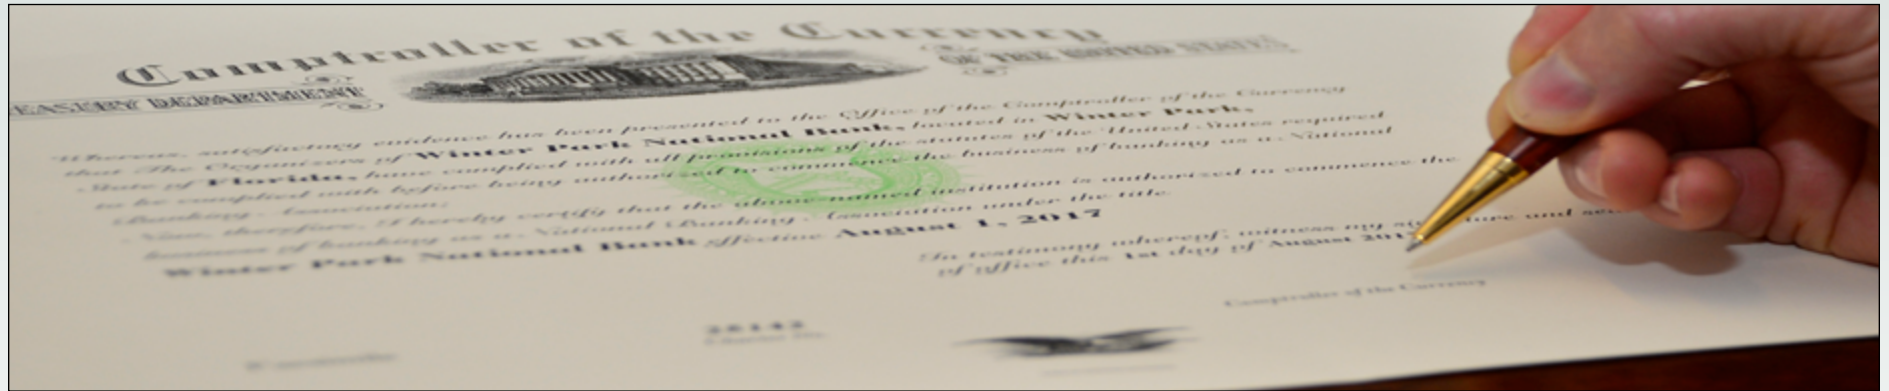 Comptroller of the Currency
EASURY DEPARTMENT
OF THE UNITED STATES
Whereas, satisfactory evidence has been presented to the Office of the Comptroller of the Currency
that The Organizers of Winter Park National Bank, located in Winter Park,
State of Florida, have complied with all provisions of the statutes of the United States required
to be complied with before being authorized to commence the business of banking as a National
Banking Association;
Now, therefore, I hereby certify that the above named institution is authorized to commence the
business of banking as a National Banking Association under the title.
Winter Park National Bank Effective August 1, 2017
In testimony whereof, witness my signature and
of office this 1st day of August 2017
Comptroller of the Currency
Charter No.